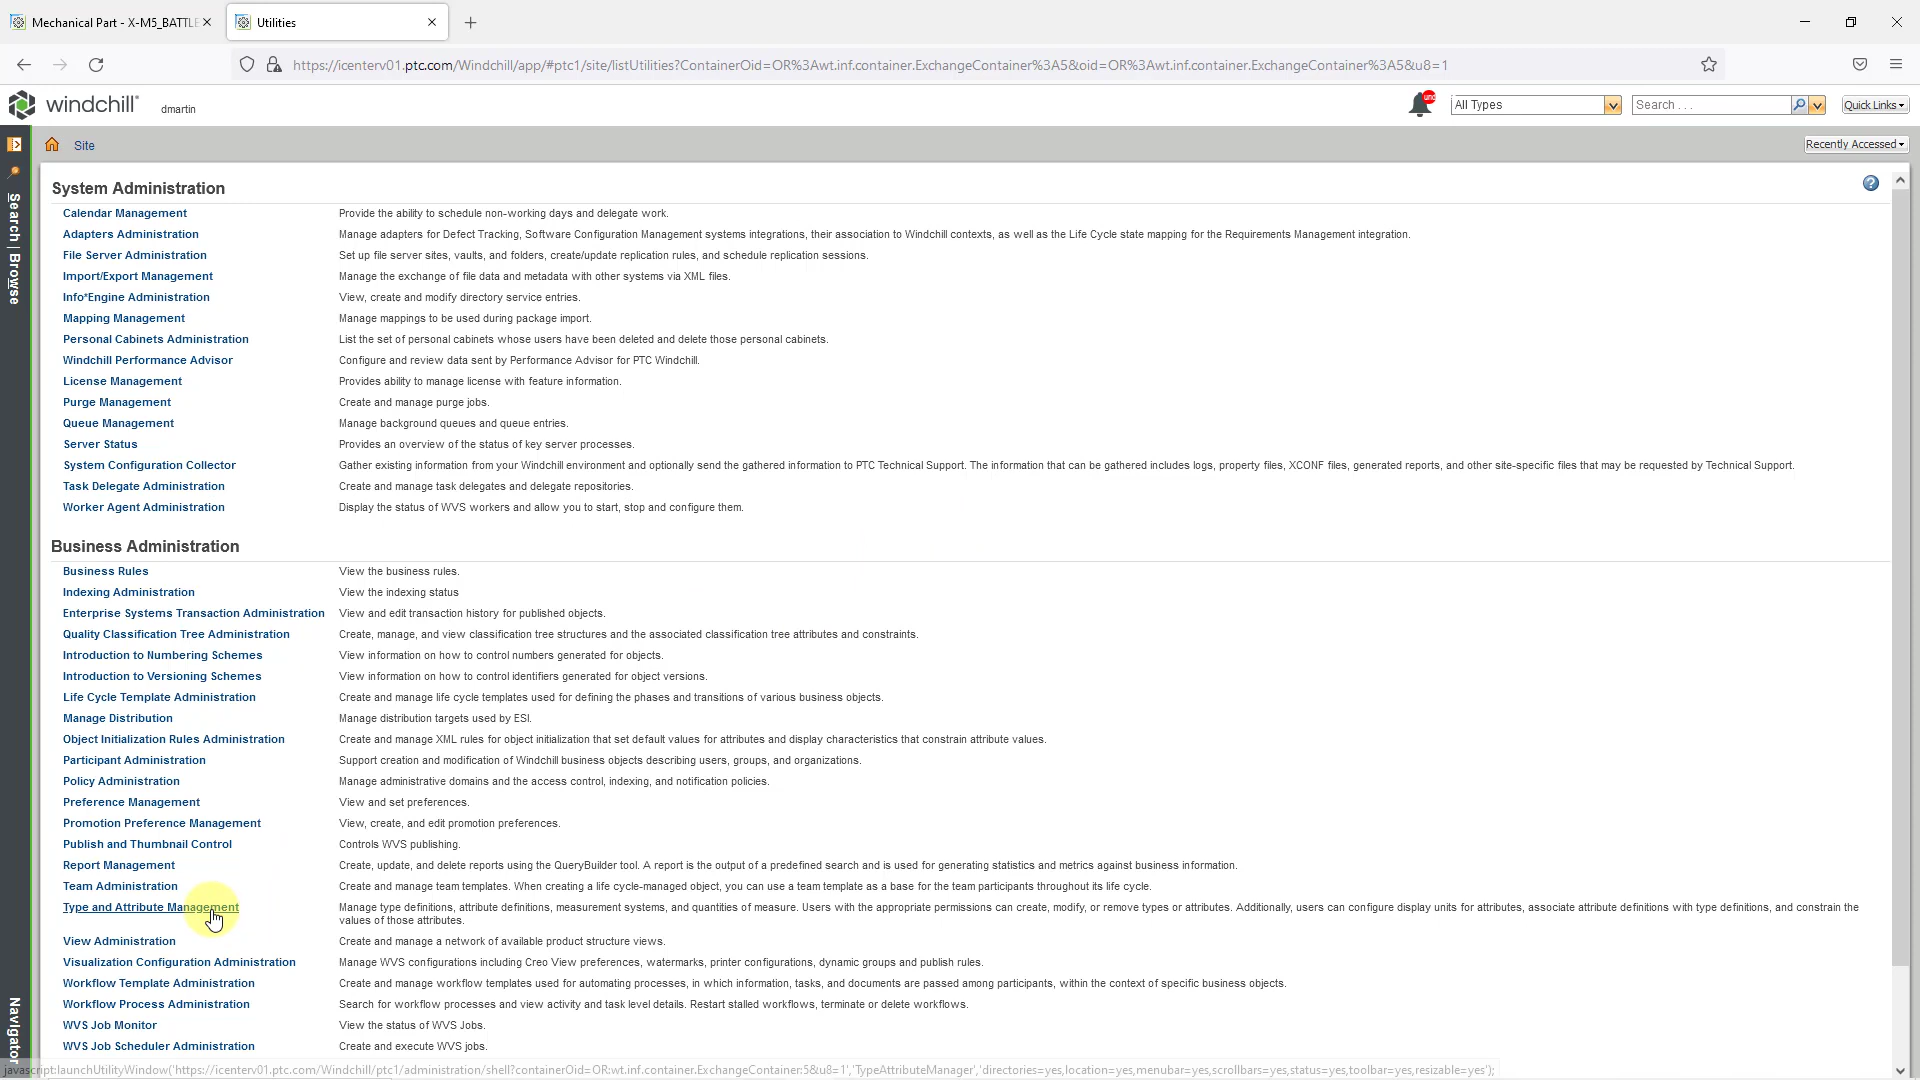 Mechanical Part - X-M5_BATTLE
Utilities
https://icenterv01.ptc.com/Windchill/app/#ptc1/site/listUtilities?ContainerOid=OR%3Awt.inf.container.ExchangeContainer%3A5&oid=OR%3Awt.inf.container.ExchangeContainer%3A5&u8=1
windchill
dmartin
All Types
Search . . .
Quick Links
Site
Recently Accessed
Search | Browse
Navigator
System Administration
Calendar Management Provide the ability to schedule non-working days and delegate work.
Adapters Administration Manage adapters for Defect Tracking, Software Configuration Management systems integrations, their association to Windchill contexts, as well as the Life Cycle state mapping for the Requirements Management integration.
File Server Administration Set up file server sites, vaults, and folders, create/update replication rules, and schedule replication sessions.
Import/Export Management Manage the exchange of file data and metadata with other systems via XML files.
Info*Engine Administration View, create and modify directory service entries.
Mapping Management Manage mappings to be used during package import.
Personal Cabinets Administration List the set of personal cabinets whose users have been deleted and delete those personal cabinets.
Windchill Performance Advisor Configure and review data sent by Performance Advisor for PTC Windchill.
License Management Provides ability to manage license with feature information.
Purge Management Create and manage purge jobs.
Queue Management Manage background queues and queue entries.
Server Status Provides an overview of the status of key server processes.
System Configuration Collector Gather existing information from your Windchill environment and optionally send the gathered information to PTC Technical Support. The information that can be gathered includes logs, property files, XCONF files, generated reports, and other site-specific files that may be requested by Technical Support.
Task Delegate Administration Create and manage task delegates and delegate repositories.
Worker Agent Administration Display the status of WVS workers and allow you to start, stop and configure them.
Business Administration
Business Rules View the business rules.
Indexing Administration View the indexing status
Enterprise Systems Transaction Administration View and edit transaction history for published objects.
Quality Classification Tree Administration Create, manage, and view classification tree structures and the associated classification tree attributes and constraints.
Introduction to Numbering Schemes View information on how to control numbers generated for objects.
Introduction to Versioning Schemes View information on how to control identifiers generated for object versions.
Life Cycle Template Administration Create and manage life cycle templates used for defining the phases and transitions of various business objects.
Manage Distribution Manage distribution targets used by ESI.
Object Initialization Rules Administration Create and manage XML rules for object initialization that set default values for attributes and display characteristics that constrain attribute values.
Participant Administration Support creation and modification of Windchill business objects describing users, groups, and organizations.
Policy Administration Manage administrative domains and the access control, indexing, and notification policies.
Preference Management View and set preferences.
Promotion Preference Management View, create, and edit promotion preferences.
Publish and Thumbnail Control Controls WVS publishing.
Report Management Create, update, and delete reports using the QueryBuilder tool. A report is the output of a predefined search and is used for generating statistics and metrics against business information.
Team Administration Create and manage team templates. When creating a life cycle-managed object, you can use a team template as a base for the team participants throughout its life cycle.
Type and Attribute Management Manage type definitions, attribute definitions, measurement systems, and quantities of measure. Users with the appropriate permissions can create, modify, or remove types or attributes. Additionally, users can configure display units for attributes, associate attribute definitions with type definitions, and constrain the
values of those attributes.
View Administration Create and manage a network of available product structure views.
Visualization Configuration Administration Manage WVS configurations including Creo View preferences, watermarks, printer configurations, dynamic groups and publish rules.
Workflow Template Administration Create and manage workflow templates used for automating processes, in which information, tasks, and documents are passed among participants, within the context of specific business objects.
Workflow Process Administration Search for workflow processes and view activity and task level details. Restart stalled workflows, terminate or delete workflows.
WVS Job Monitor View the status of WVS Jobs.
WVS Job Scheduler Administration Create and execute WVS jobs.
javascript:launchUtilityWindow('https://icenterv01.ptc.com/Windchill/ptc1/administration/shell?containerOid=OR:wt.inf.container.ExchangeContainer:5&u8=1','TypeAttributeManager','directories=yes,location=yes,menubar=yes,scrollbars=yes,status=yes,toolbar=yes,resizable=yes');